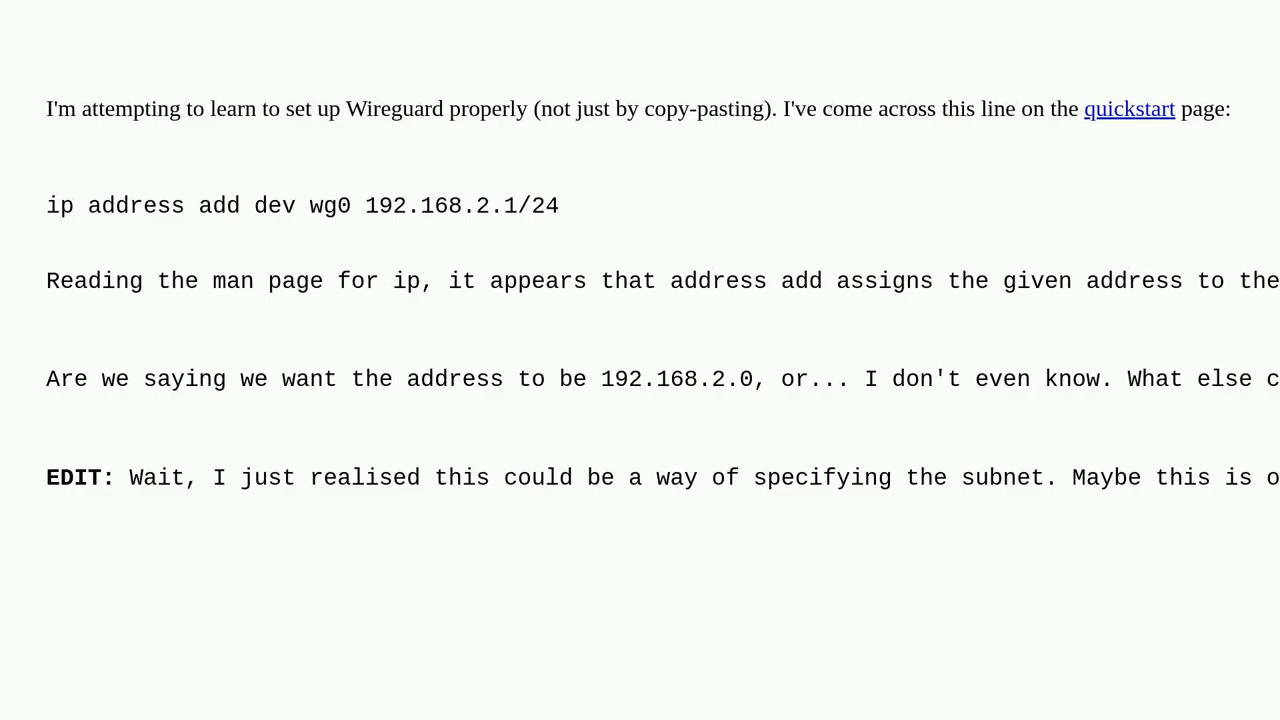 I'm attempting to learn to set up Wireguard properly (not just by copy-pasting). I've come across this line on the quickstart page:
ip address add dev wg0 192.168.2.1/24
Reading the man page for ip, it appears that address add assigns the given address to the
Are we saying we want the address to be 192.168.2.0, or... I don't even know. What else
EDIT: Wait, I just realised this could be a way of specifying the subnet. Maybe this is